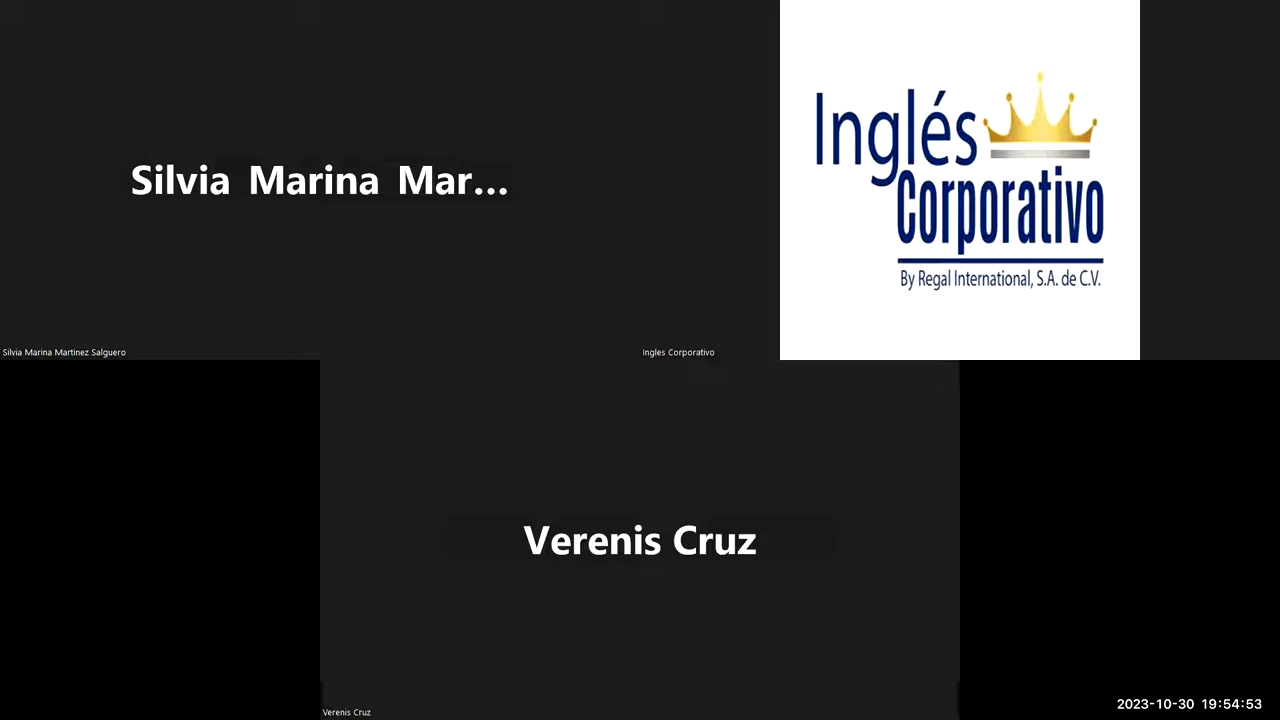 Silvia Marina Mar...
Inglés
Corporativo
By Regal International, S.A. de C.V.
Silvia Marina Martinez Salguero
Ingles Corporativo
Verenis Cruz
Verenis Cruz
2023-10-30 19:54:53